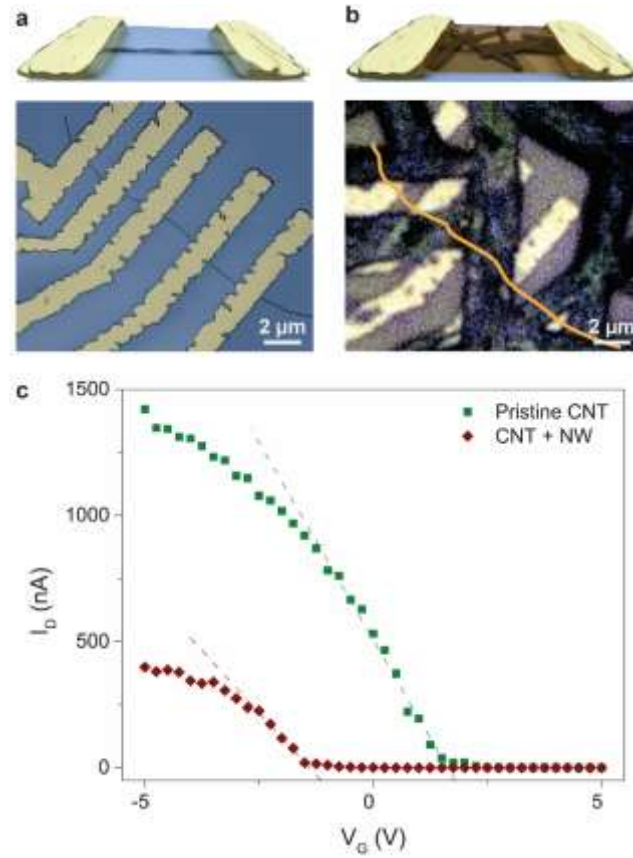 a
b
2 μm
2 μm
c
1500
1000
500
0
I_D (nA)
Pristine CNT
CNT + NW
-5
0
5
V_G (V)